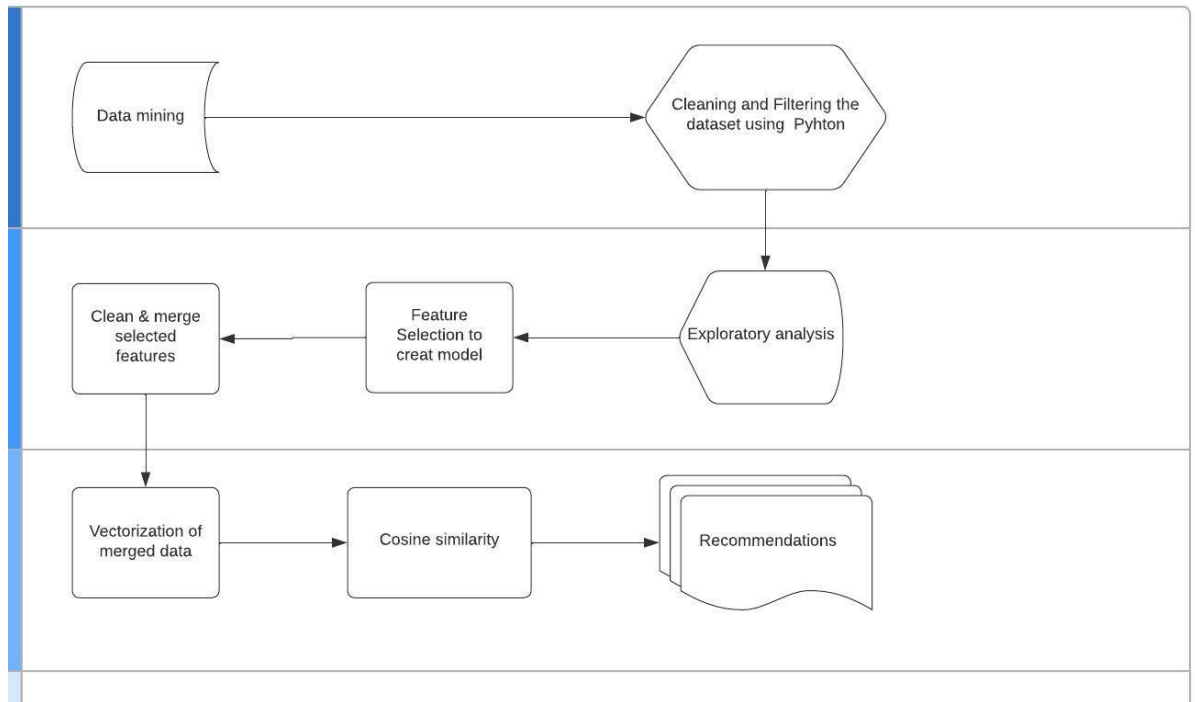 Data mining
Cleaning and Filtering the
dataset using  Pyhton
Exploratory analysis
Feature
Selection to
creat model
Clean & merge
selected
features
Vectorization of
merged data
Cosine similarity
Recommendations